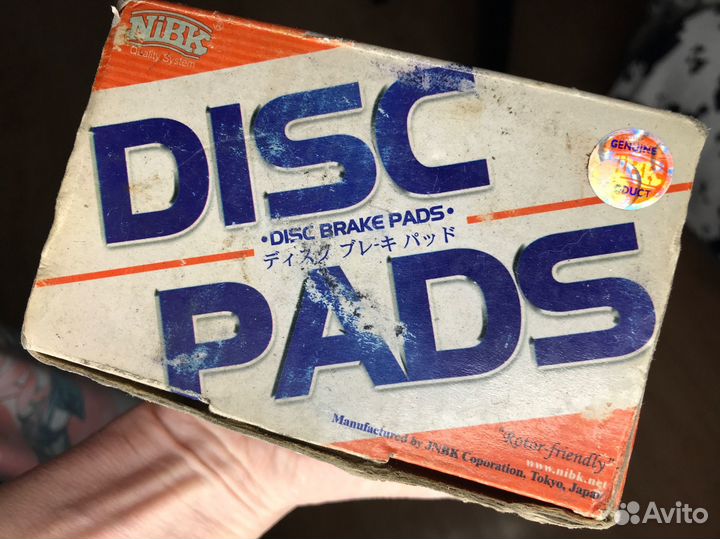 NiBK
Quality System
DISC
GENUINE
DUCT
•DISC BRAKE PADS•
ディスク ブレーキ パッド
PADS
"Rotor-friendly"
www.nibk.net
Manufactured by JNBK Coporation, Tokyo, Japan
Avito